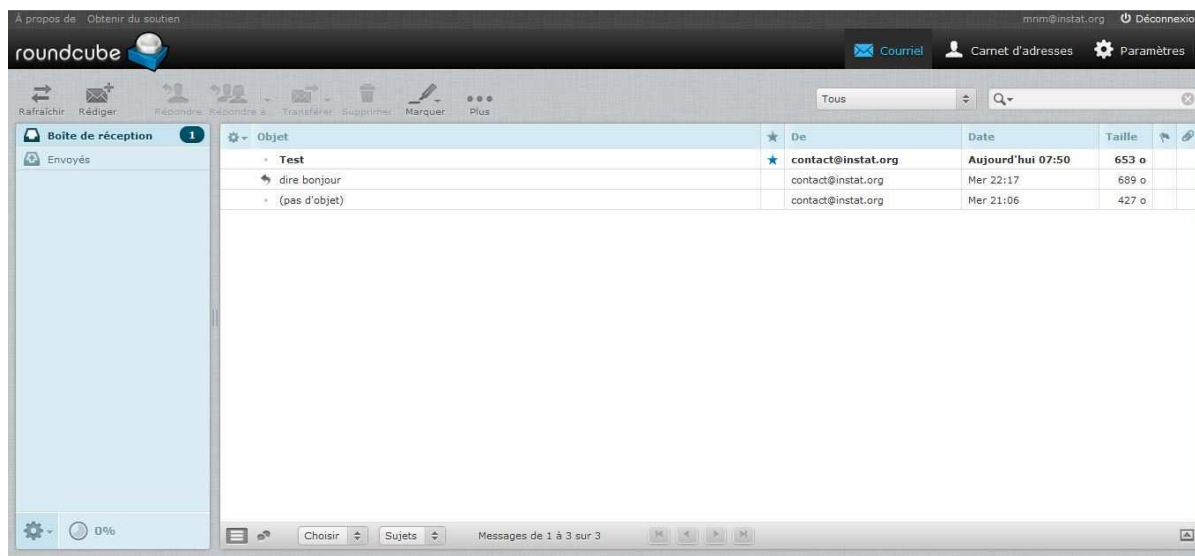 À propos de Obtenir du soutien mnm@instat.org Déconnexio
roundcube Courriel Carnet d'adresses Paramètres
Rafraîchir Rédiger Répondre Répondre à Transférer Supprimer Marquer Plus
Tous
Boîte de réception 1 Objet De Date Taille
Envoyés
Test contact@instat.org Aujourd'hui 07:50 653 o
dire bonjour contact@instat.org Mer 22:17 689 o
(pas d'objet) contact@instat.org Mer 21:06 427 o
0% Choisir Sujets Messages de 1 à 3 sur 3